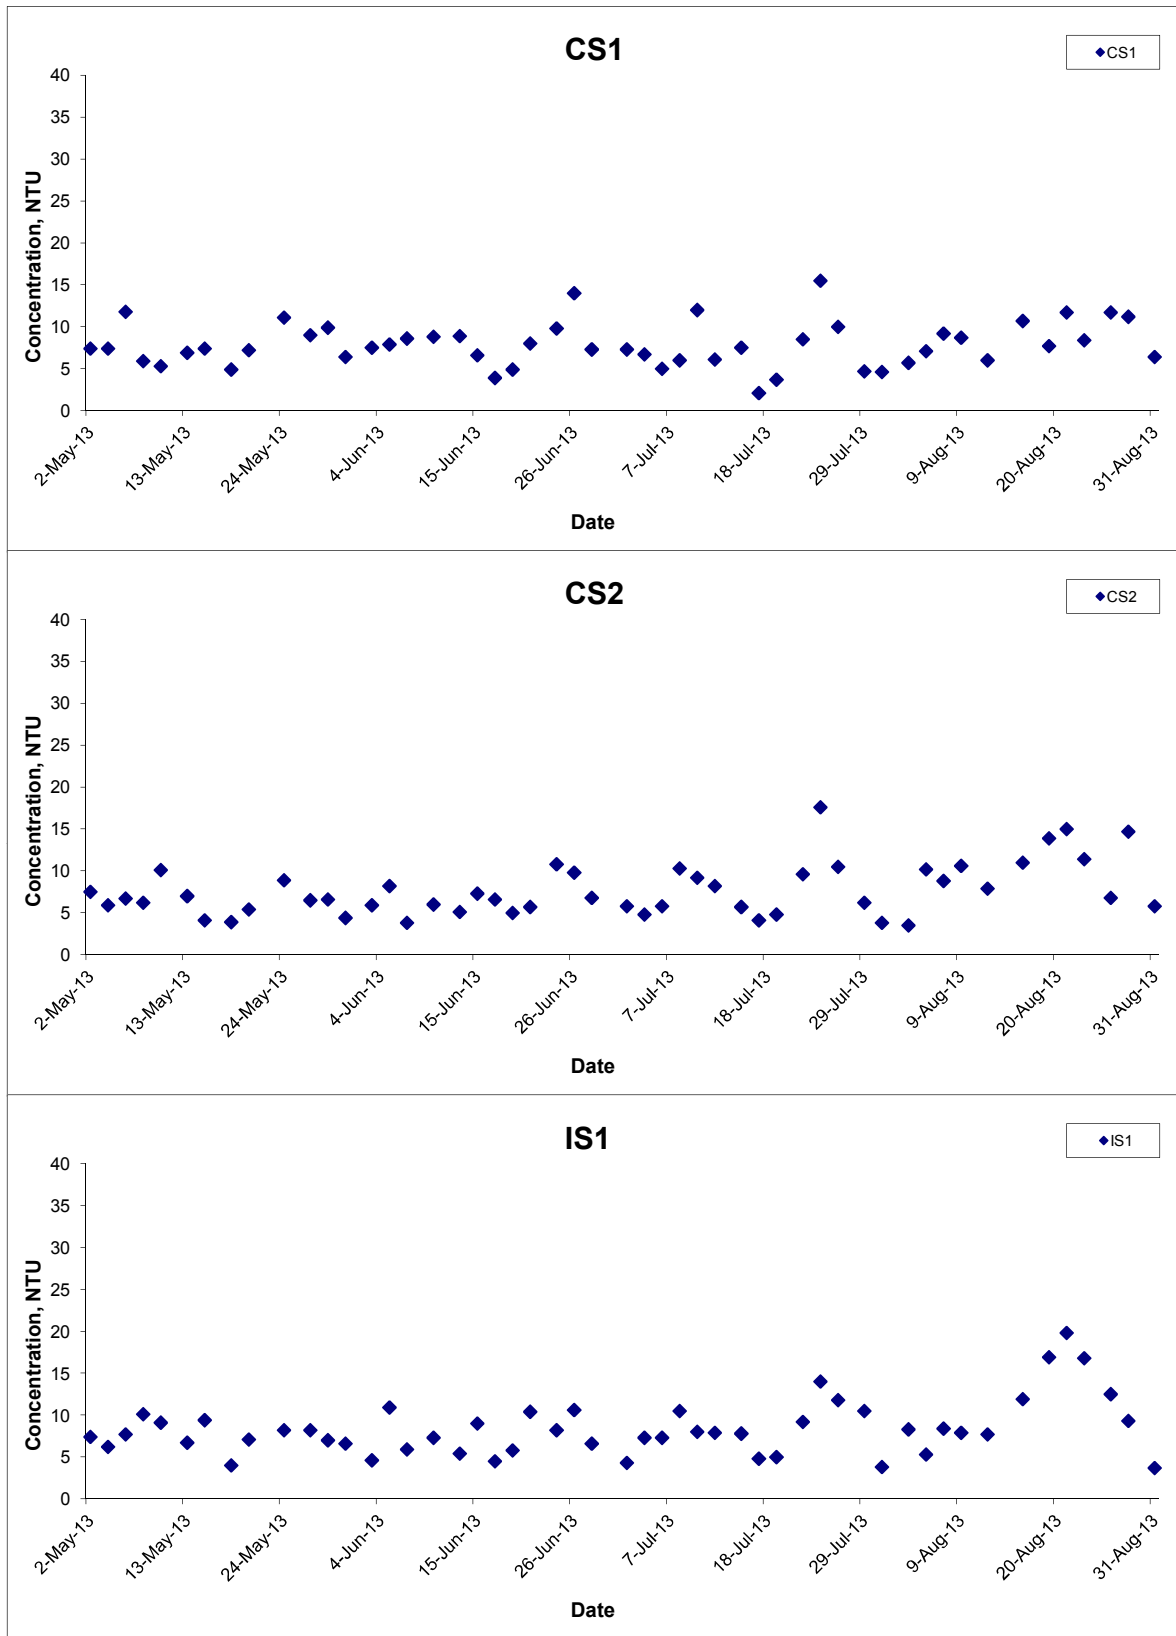 CS1
CS1
40
35
30
25
20
15
10
5
0
Concentration, NTU
2-May-13
13-May-13
24-May-13
4-Jun-13
15-Jun-13
26-Jun-13
7-Jul-13
18-Jul-13
29-Jul-13
9-Aug-13
20-Aug-13
31-Aug-13
Date
CS2
CS2
40
35
30
25
20
15
10
5
0
Concentration, NTU
2-May-13
13-May-13
24-May-13
4-Jun-13
15-Jun-13
26-Jun-13
7-Jul-13
18-Jul-13
29-Jul-13
9-Aug-13
20-Aug-13
31-Aug-13
Date
IS1
IS1
40
35
30
25
20
15
10
5
0
Concentration, NTU
2-May-13
13-May-13
24-May-13
4-Jun-13
15-Jun-13
26-Jun-13
7-Jul-13
18-Jul-13
29-Jul-13
9-Aug-13
20-Aug-13
31-Aug-13
Date